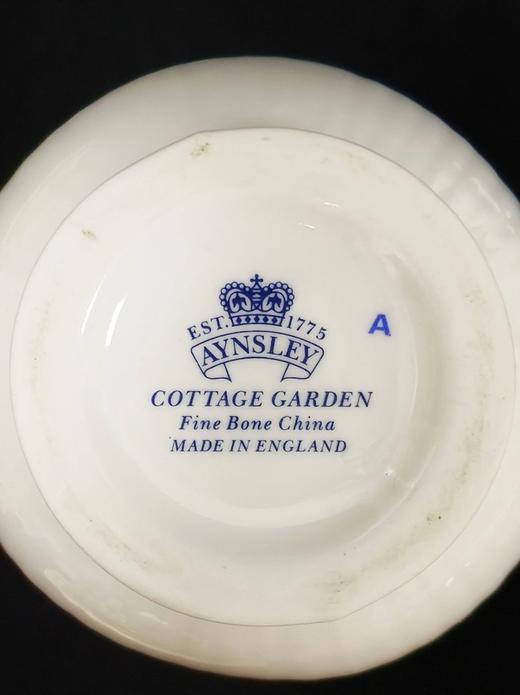 EST. 1775
AYNSLEY
COTTAGE GARDEN
Fine Bone China
MADE IN ENGLAND
A